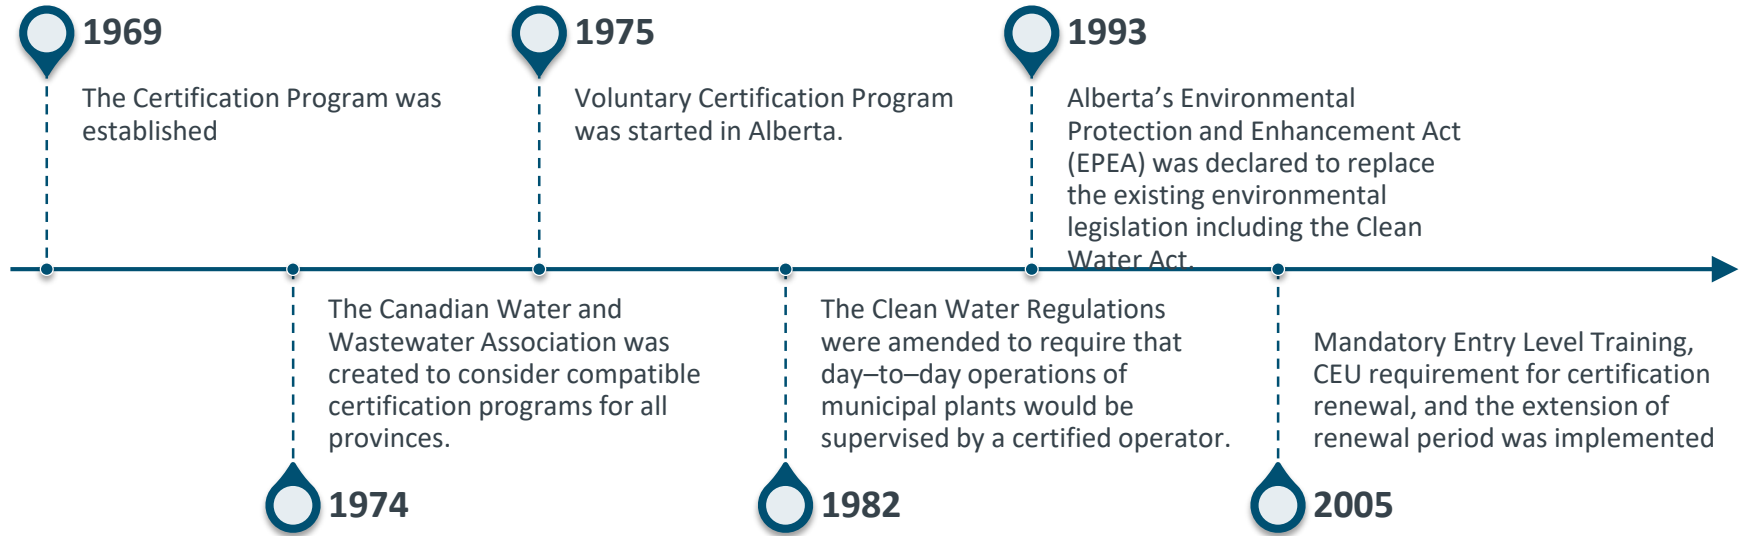 1969
The Certification Program was
established
1974
The Canadian Water and
Wastewater Association was
created to consider compatible
certification programs for all
provinces.
1975
Voluntary Certification Program
was started in Alberta.
1982
The Clean Water Regulations
were amended to require that
day–to–day operations of
municipal plants would be
supervised by a certified operator.
1993
Alberta’s Environmental
Protection and Enhancement Act
(EPEA) was declared to replace
the existing environmental
legislation including the Clean
Water Act.
2005
Mandatory Entry Level Training,
CEU requirement for certification
renewal, and the extension of
renewal period was implemented